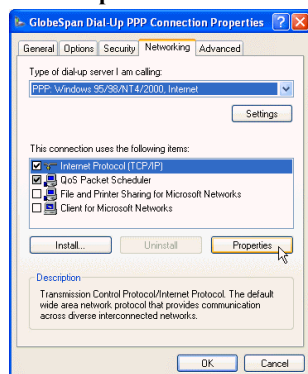 GlobeSpan Dial-Up PPP Connection Properties
General Options Security Networking Advanced
Type of dial-up server I am calling:
PPP: Windows 95/98/NT4/2000, Internet
Settings
This connection uses the following items:
Internet Protocol (TCP/IP)
QoS Packet Scheduler
File and Printer Sharing for Microsoft Networks
Client for Microsoft Networks
Install... Uninstall Properties
Description
Transmission Control Protocol/Internet Protocol. The default
wide area network protocol that provides communication
across diverse interconnected networks.
OK Cancel